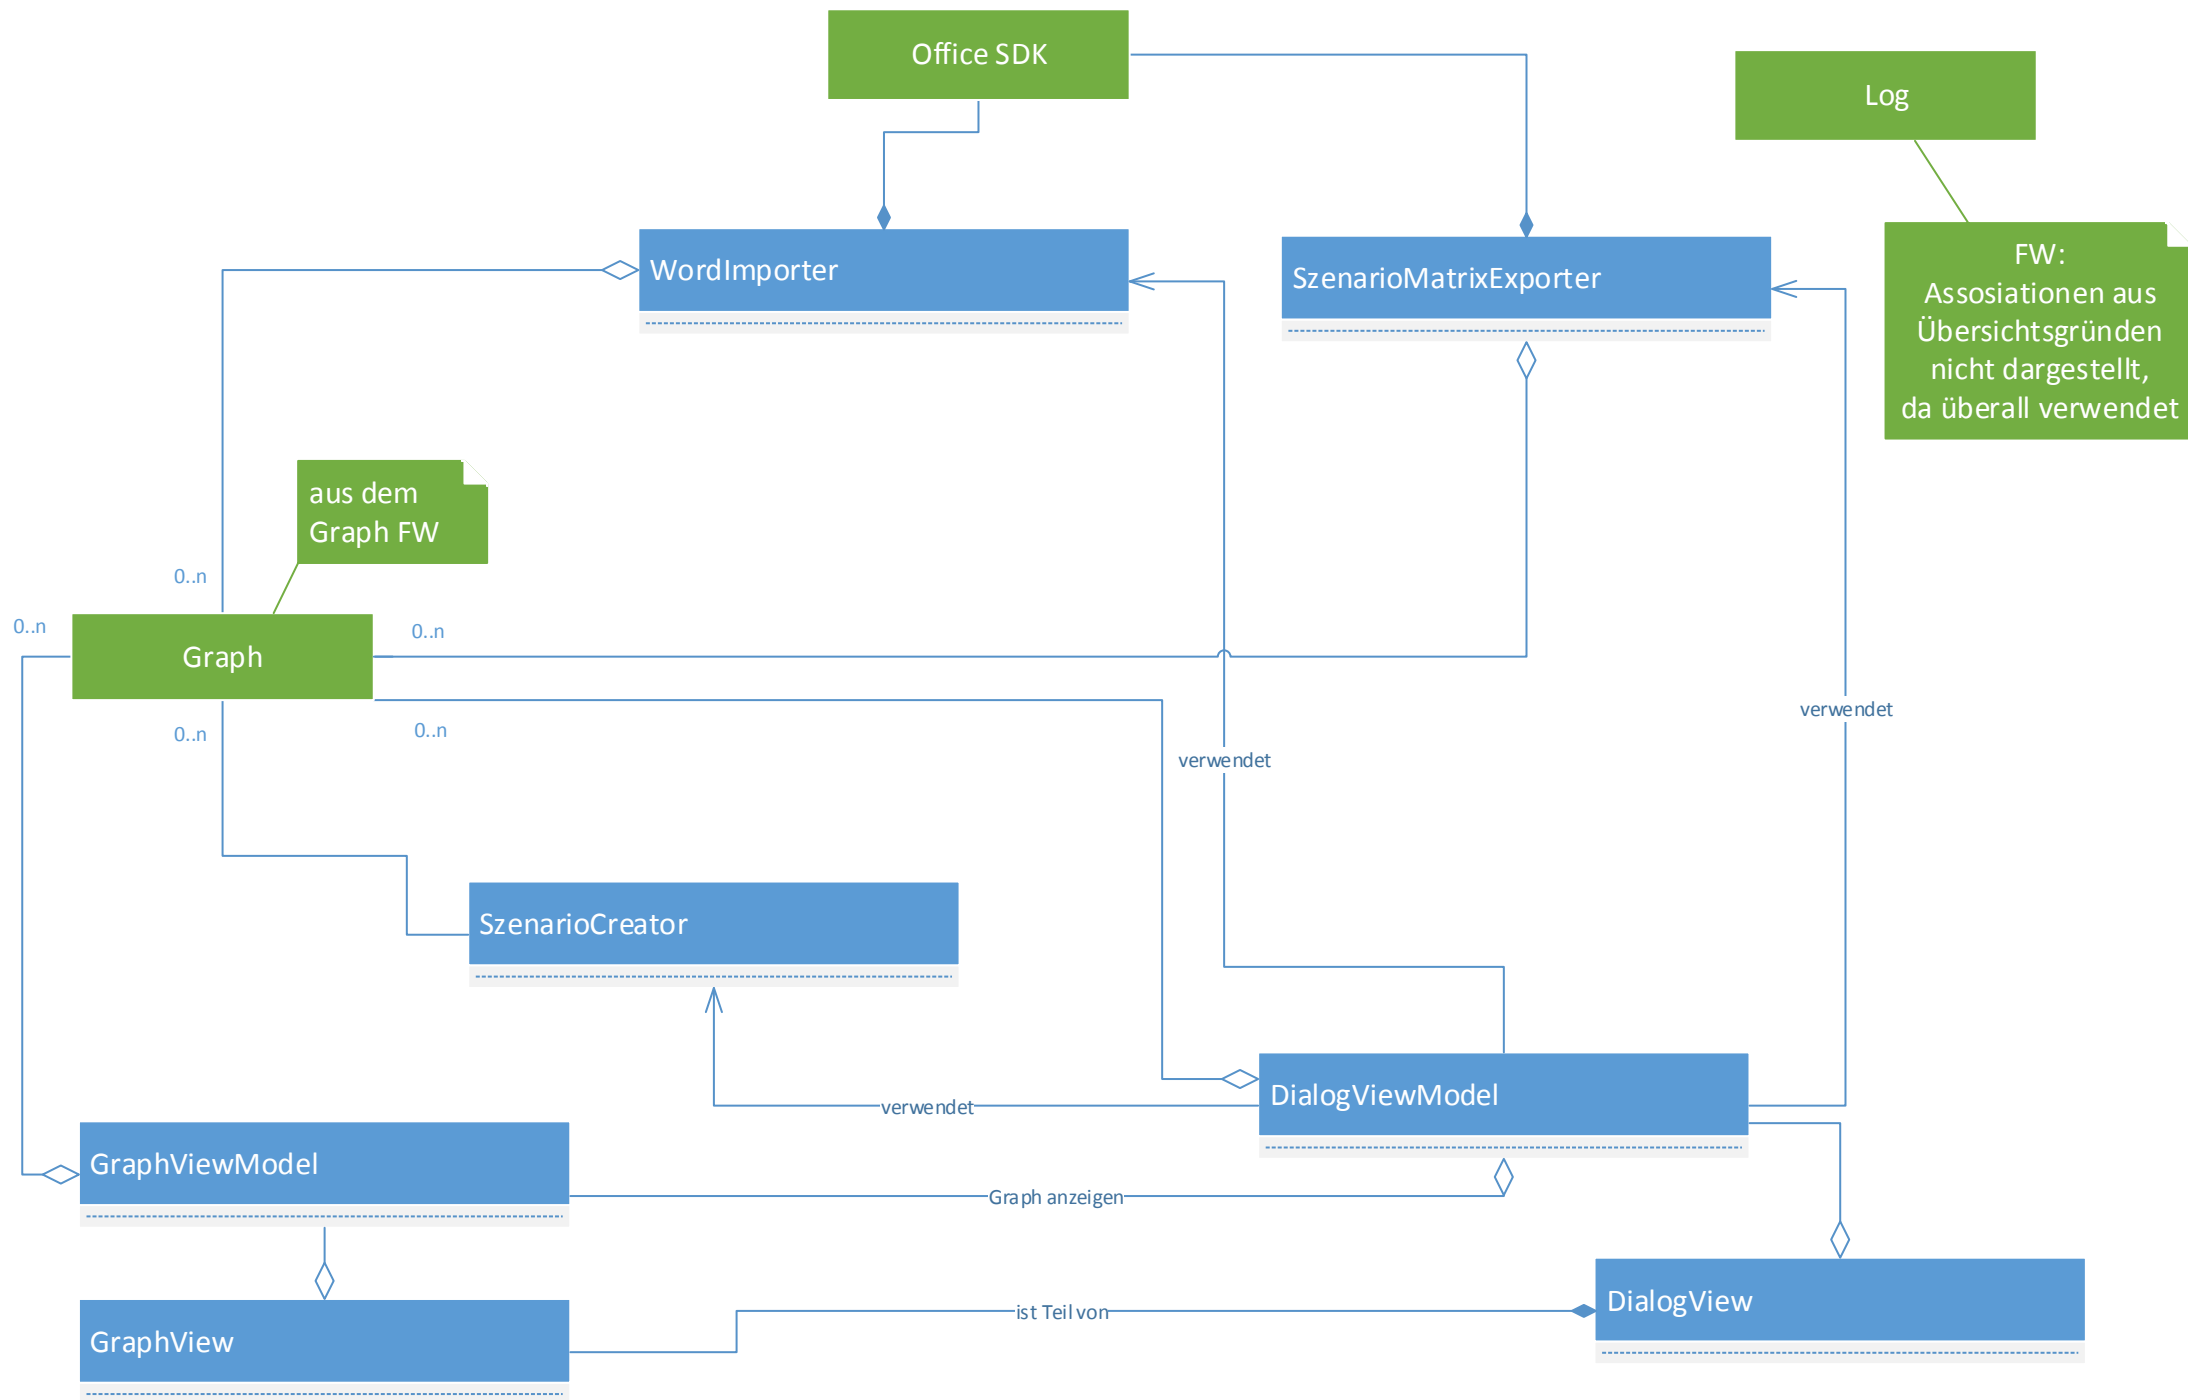 Office SDK
Log
WordImporter
SzenarioMatrixExporter
FW:
Assosiationen aus
Übersichtsgründen
nicht dargestellt,
da überall verwendet
aus dem
Graph FW
0..n
0..n
0..n
Graph
0..n
0..n
verwendet
verwendet
SzenarioCreator
DialogViewModel
verwendet
GraphViewModel
Graph anzeigen
DialogView
ist Teil von
GraphView